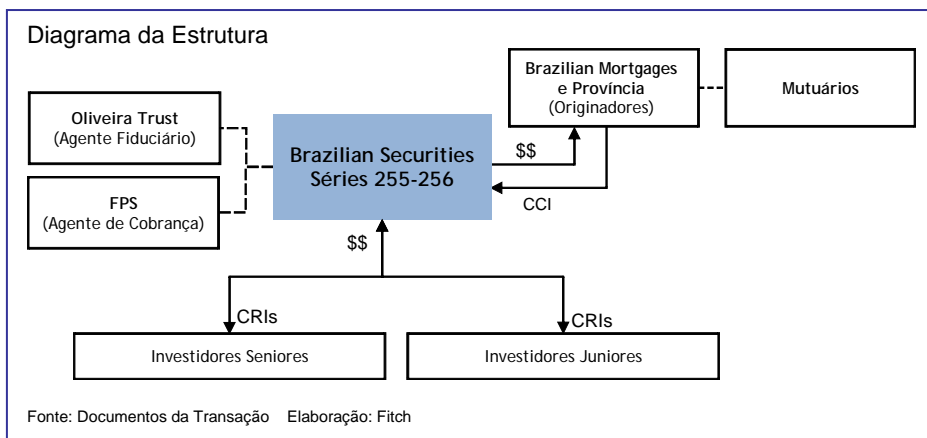 Diagrama da Estrutura
Brazilian Mortgages
e Província
(Originadores)
Mutuários
Oliveira Trust
(Agente Fiduciário)
Brazilian Securities
Séries 255-256
$$
CCI
FPS
(Agente de Cobrança)
$$
CRIs
CRIs
Investidores Seniores
Investidores Juniores
Fonte: Documentos da Transação Elaboração: Fitch